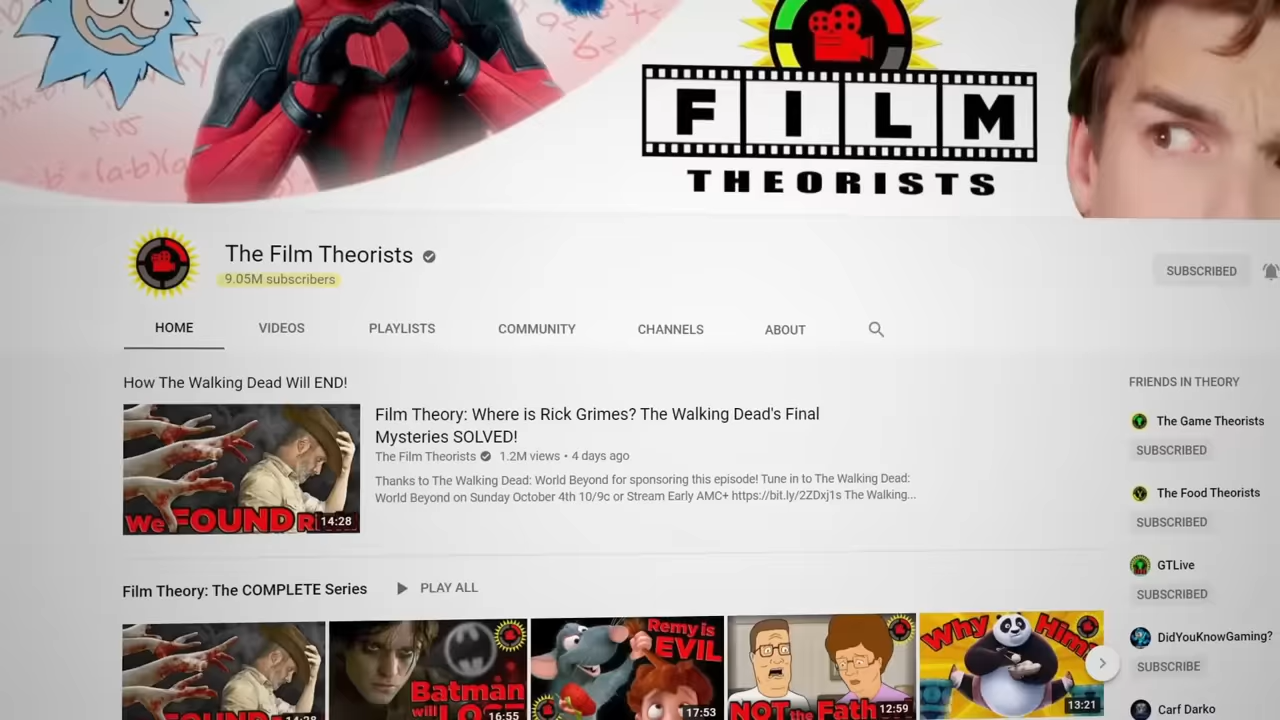 FILM
THEORISTS
The Film Theorists
9.05M subscribers
SUBSCRIBED
HOME
VIDEOS
PLAYLISTS
COMMUNITY
CHANNELS
ABOUT
How The Walking Dead Will END!
14:28
Film Theory: Where is Rick Grimes? The Walking Dead's Final
Mysteries SOLVED!
The Film Theorists 1.2M views • 4 days ago
Thanks to The Walking Dead: World Beyond for sponsoring this episode! Tune in to The Walking Dead:
World Beyond on Sunday October 4th 10/9c or Stream Early AMC+ https://bit.ly/2ZDxj1s The Walking...
We FOUND
FRIENDS IN THEORY
The Game Theorists
SUBSCRIBED
The Food Theorists
SUBSCRIBED
GTLive
SUBSCRIBED
DidYouKnowGaming?
SUBSCRIBE
Carf Darko
Film Theory: The COMPLETE Series
PLAY ALL
FOUND
14:28
Batman
will LOSE
16:55
Remy is
EVIL
17:53
NOT the Fath
12:59
Why Him
13:21